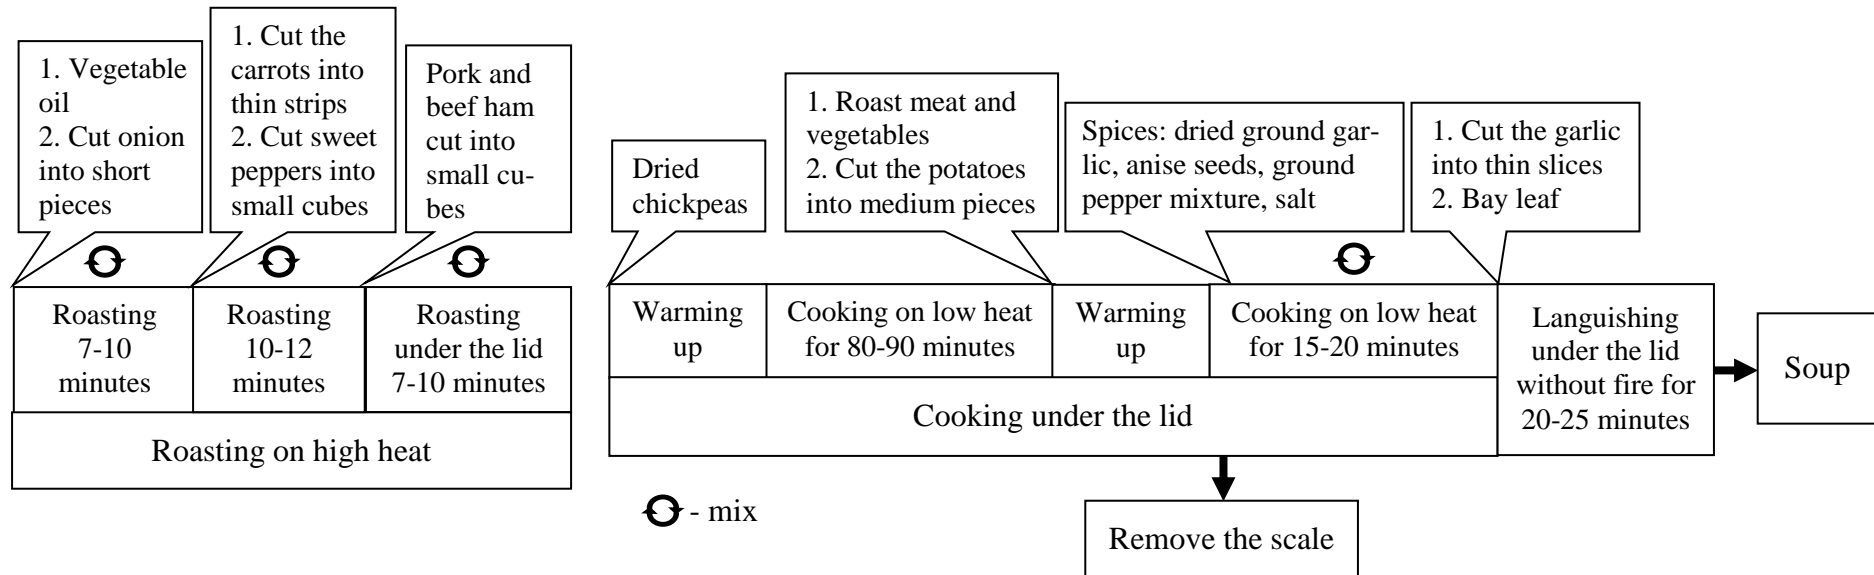 1. Vegetable
oil
2. Cut onion
into short
pieces
1. Cut the
carrots into
thin strips
2. Cut sweet
peppers into
small cubes
Pork and
beef ham
cut into
small cu-
bes
Roasting
7-10
minutes
Roasting
10-12
minutes
Roasting
under the lid
7-10 minutes
Roasting on high heat
Dried
chickpeas
1. Roast meat and
vegetables
2. Cut the potatoes
into medium pieces
Spices: dried ground gar-
lic, anise seeds, ground
pepper mixture, salt
1. Cut the garlic
into thin slices
2. Bay leaf
Warming
up
Cooking on low heat
for 80-90 minutes
Warming
up
Cooking on low heat
for 15-20 minutes
Languishing
under the lid
without fire for
20-25 minutes
Cooking under the lid
Soup
- mix
Remove the scale